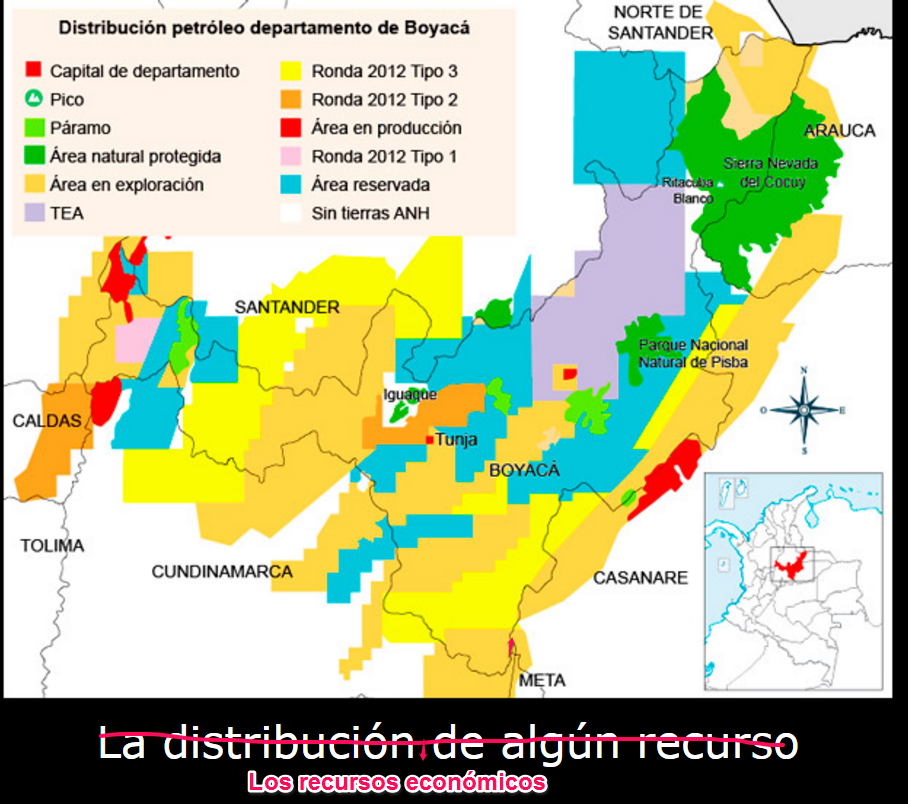 Distribución petróleo departamento de Boyacá
Capital de departamento
Pico
Páramo
Área natural protegida
Área en exploración
TEA
Ronda 2012 Tipo 3
Ronda 2012 Tipo 2
Área en producción
Ronda 2012 Tipo 1
Área reservada
Sin tierras ANH
NORTE DE
SANTANDER
ARAUCA
Sierra Nevada
del Cocuy
Ritacuba
Blanco
SANTANDER
Parque Nacional
Natural de Pisba
Iguaque
CALDAS
Tunja
BOYACÁ
N
O
E
S
TOLIMA
CUNDINAMARCA
CASANARE
META
La distribución de algún recurso
Los recursos económicos